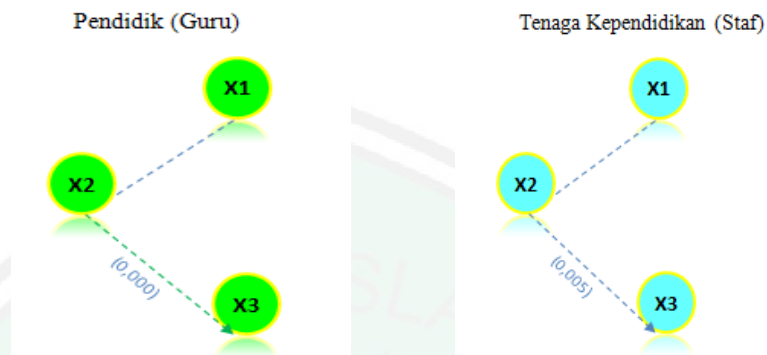 Pendidik (Guru)
X1
X2
(0,000)
X3
Tenaga Kependidikan (Staf)
X1
X2
(0,005)
X3